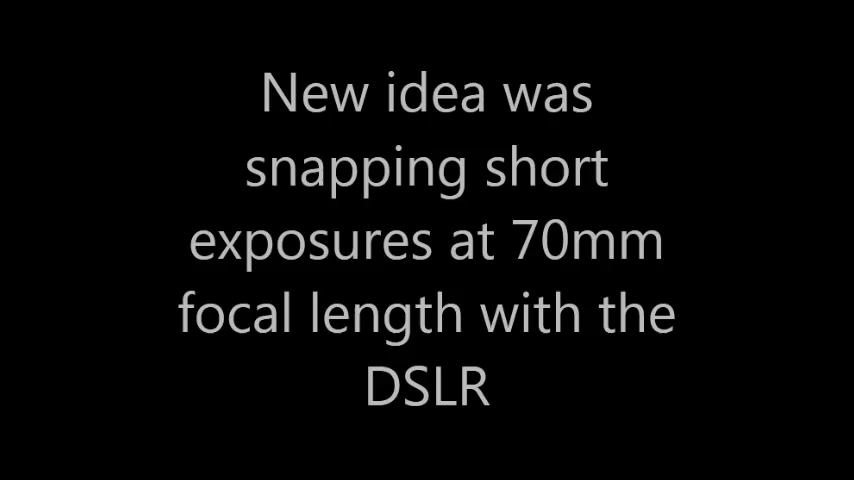 New idea was
snapping short
exposures at 70mm
focal length with the
DSLR